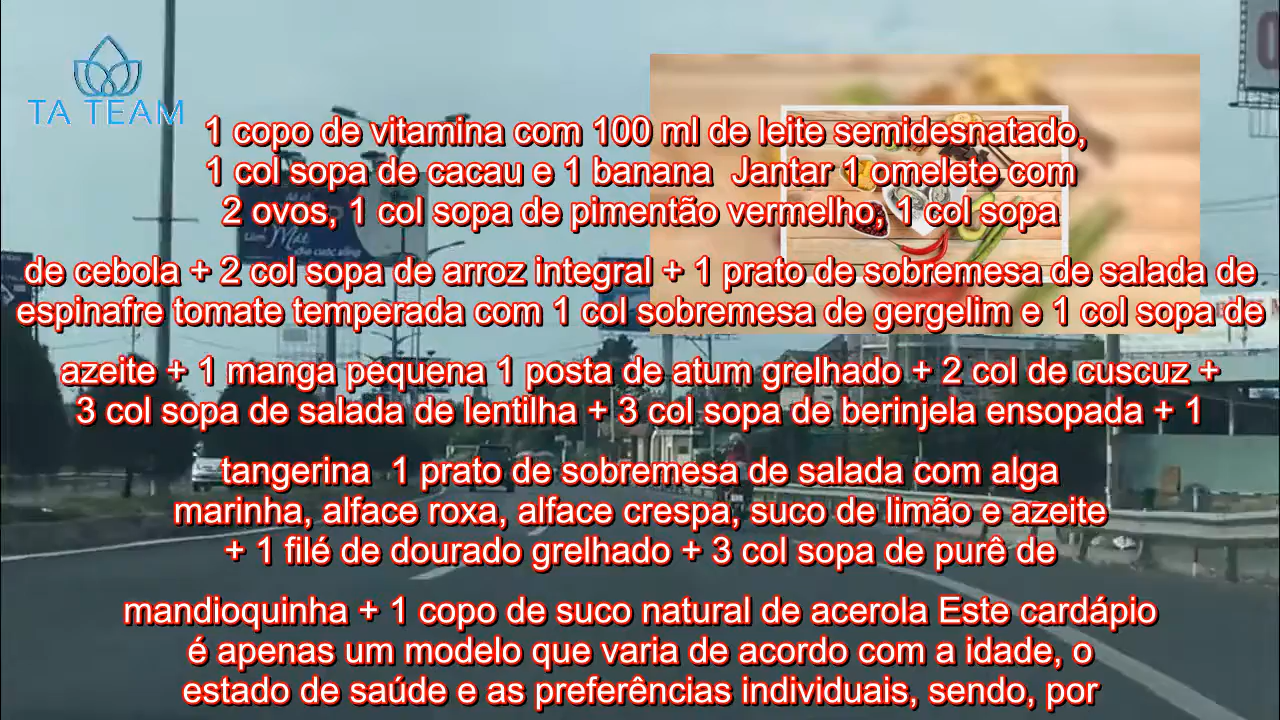 TA TEAM
1 copo de vitamina com 100 ml de leite semidesnatado,
1 col sopa de cacau e 1 banana  Jantar 1 omelete com
2 ovos, 1 col sopa de pimentão vermelho, 1 col sopa
de cebola + 2 col sopa de arroz integral + 1 prato de sobremesa de salada de
espinafre tomate temperada com 1 col sobremesa de gergelim e 1 col sopa de
azeite + 1 manga pequena 1 posta de atum grelhado + 2 col de cuscuz +
3 col sopa de salada de lentilha + 3 col sopa de berinjela ensopada + 1
tangerina  1 prato de sobremesa de salada com alga
marinha, alface roxa, alface crespa, suco de limão e azeite
+ 1 filé de dourado grelhado + 3 col sopa de purê de
mandioquinha + 1 copo de suco natural de acerola Este cardápio
é apenas um modelo que varia de acordo com a idade, o
estado de saúde e as preferências individuais, sendo, por